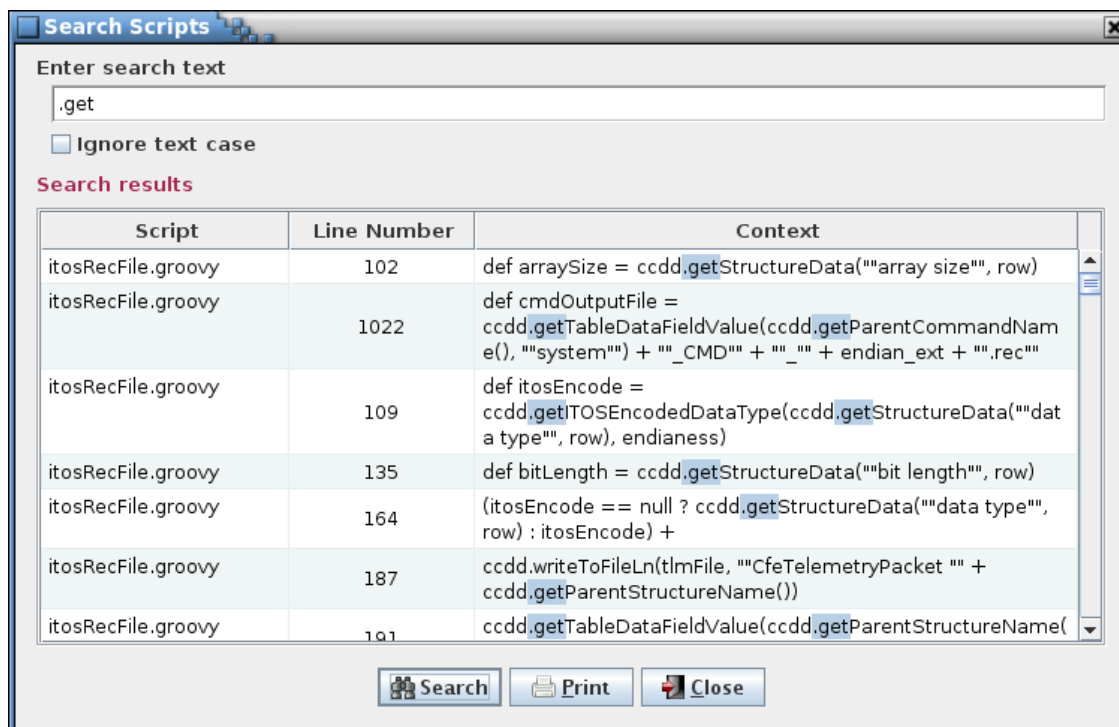 Search Scripts
Enter search text
.get
Ignore text case
Search results
Script Line Number Context
itosRecFile.groovy 102 def arraySize = ccdd.getStructureData(""array size"", row)
itosRecFile.groovy 1022 def cmdOutputFile =
ccdd.getTableDataFieldValue(ccdd.getParentCommandNam
e(), ""system"") + ""_CMD"" + ""_"" + endian_ext + "".rec""
itosRecFile.groovy 109 def itosEncode =
ccdd.getITOSEncodedDataType(ccdd.getStructureData(""dat
a type"", row), endianess)
itosRecFile.groovy 135 def bitLength = ccdd.getStructureData(""bit length"", row)
itosRecFile.groovy 164 (itosEncode == null ? ccdd.getStructureData(""data type"",
row) : itosEncode) +
itosRecFile.groovy 187 ccdd.writeToFileLn(tlmFile, ""CfeTelemetryPacket "" +
ccdd.getParentStructureName())
itosRecFile.groovy 191 ccdd.getTableDataFieldValue(ccdd.getParentStructureName(
Search Print Close